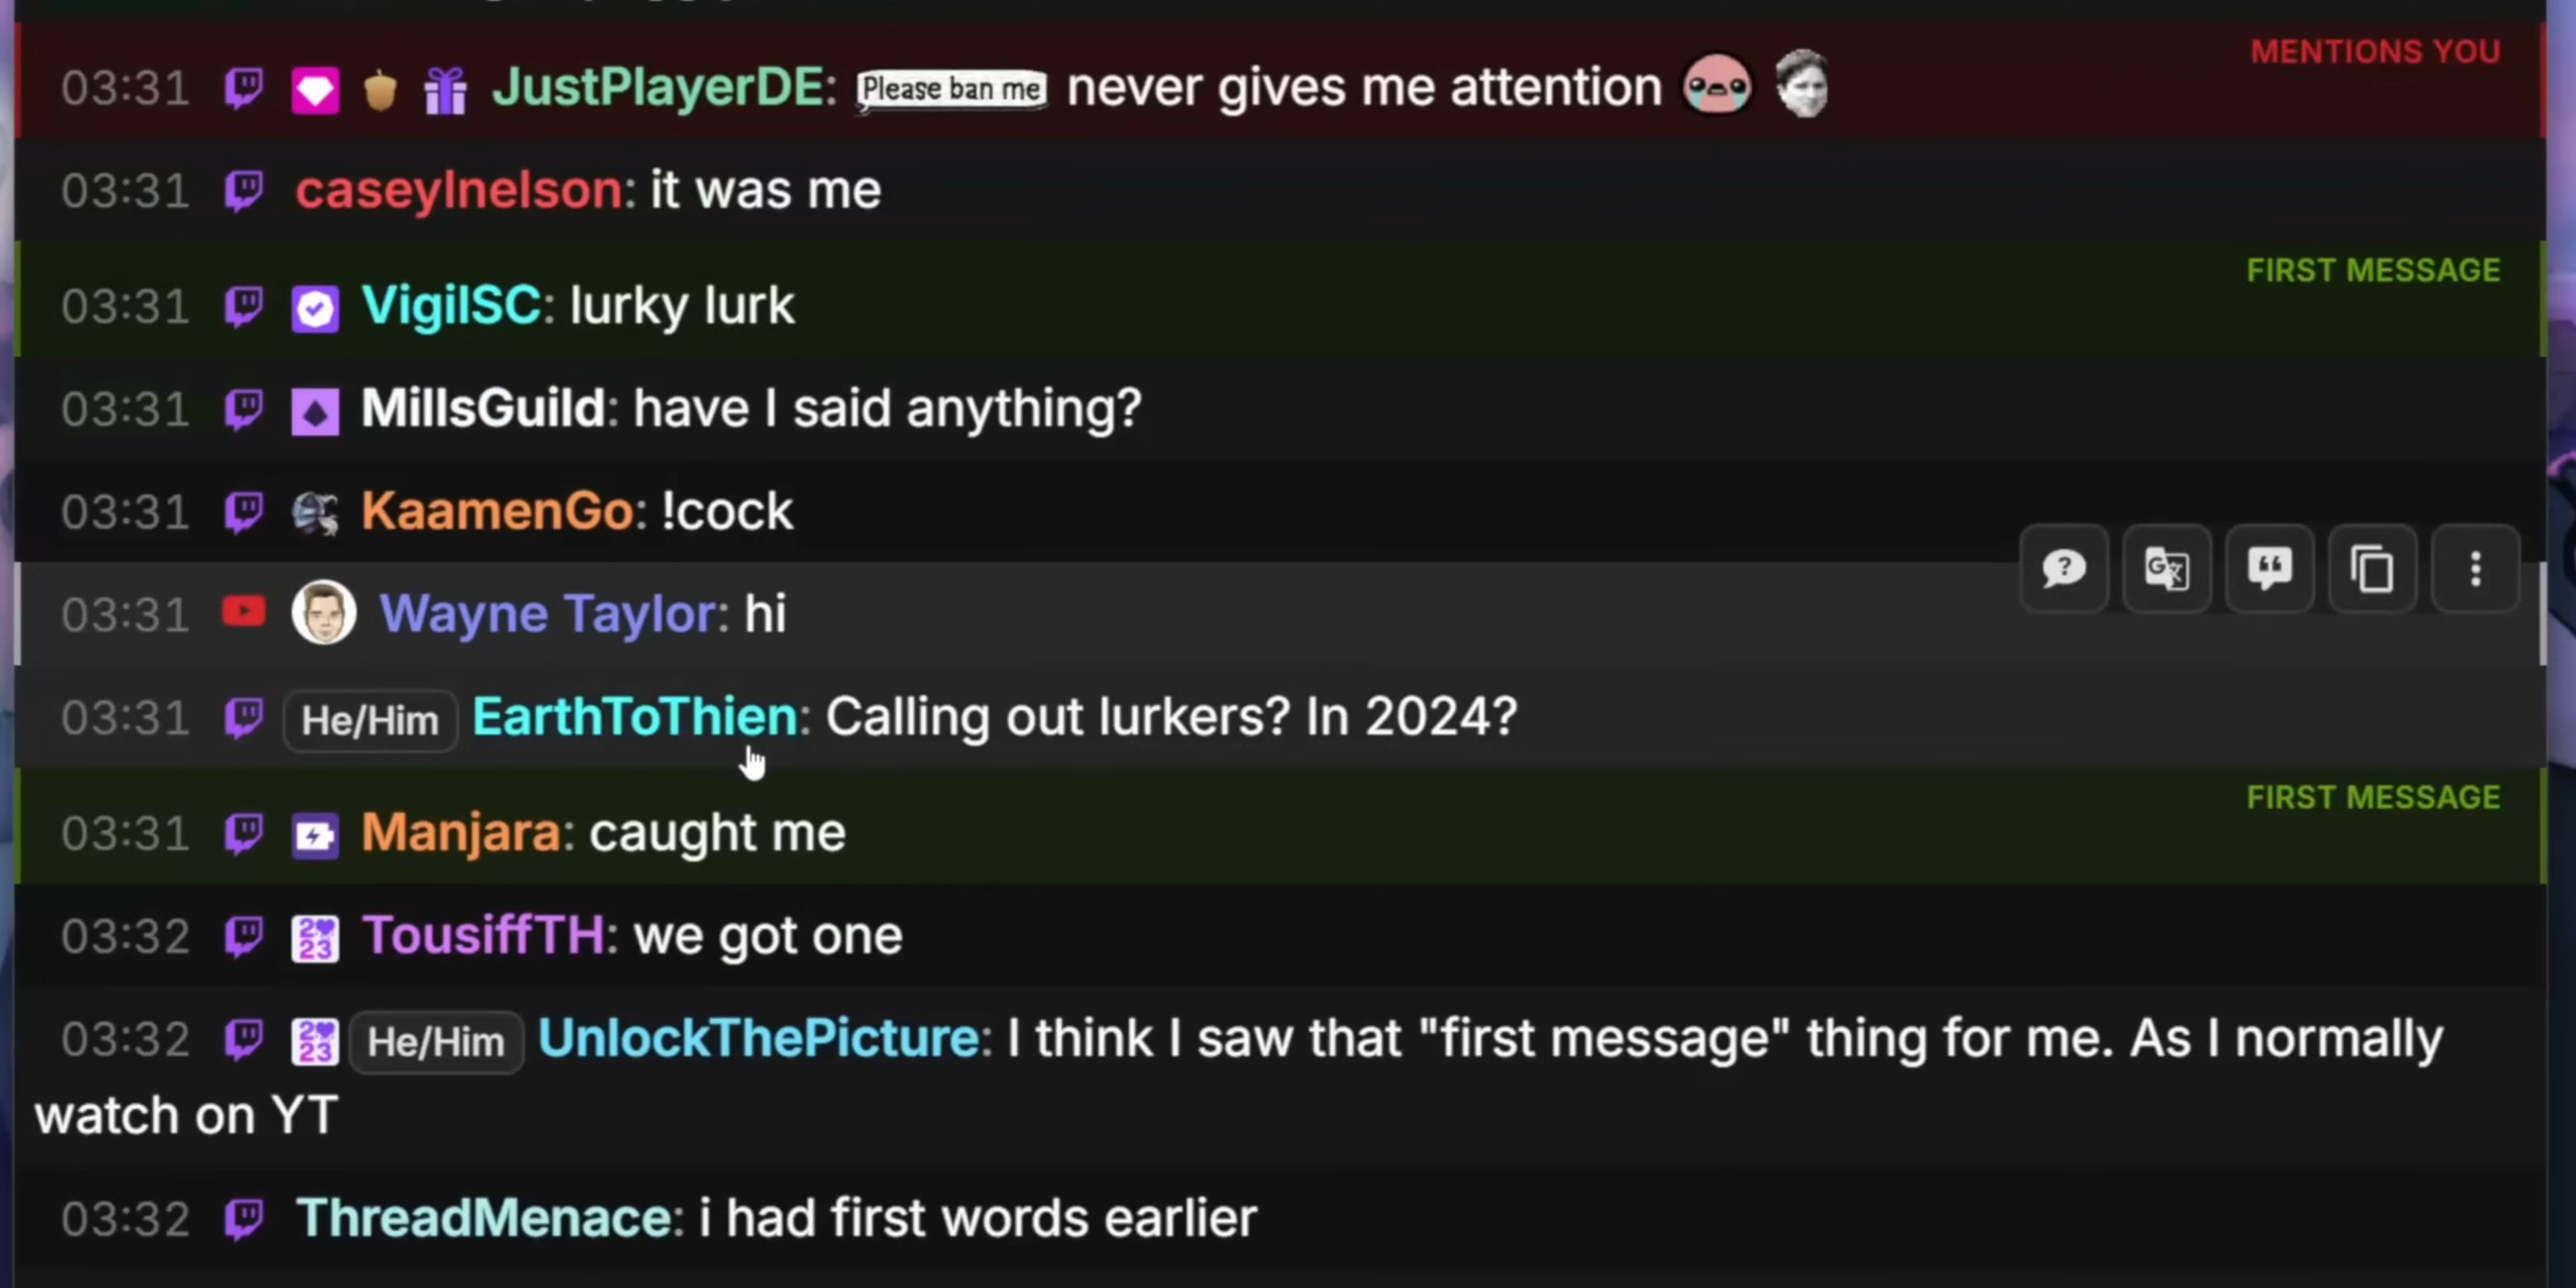 MENTIONS YOU
03:31 JustPlayerDE: Please ban me never gives me attention
03:31 caseylnelson: it was me
FIRST MESSAGE
03:31 VigilSC: lurky lurk
03:31 MillsGuild: have I said anything?
03:31 KaamenGo: !cock
03:31 Wayne Taylor: hi
03:31 He/Him EarthToThien: Calling out lurkers? In 2024?
FIRST MESSAGE
03:31 Manjara: caught me
03:32 2023 TousiffTH: we got one
03:32 2023 He/Him UnlockThePicture: I think I saw that "first message" thing for me. As I normally
watch on YT
03:32 ThreadMenace: i had first words earlier